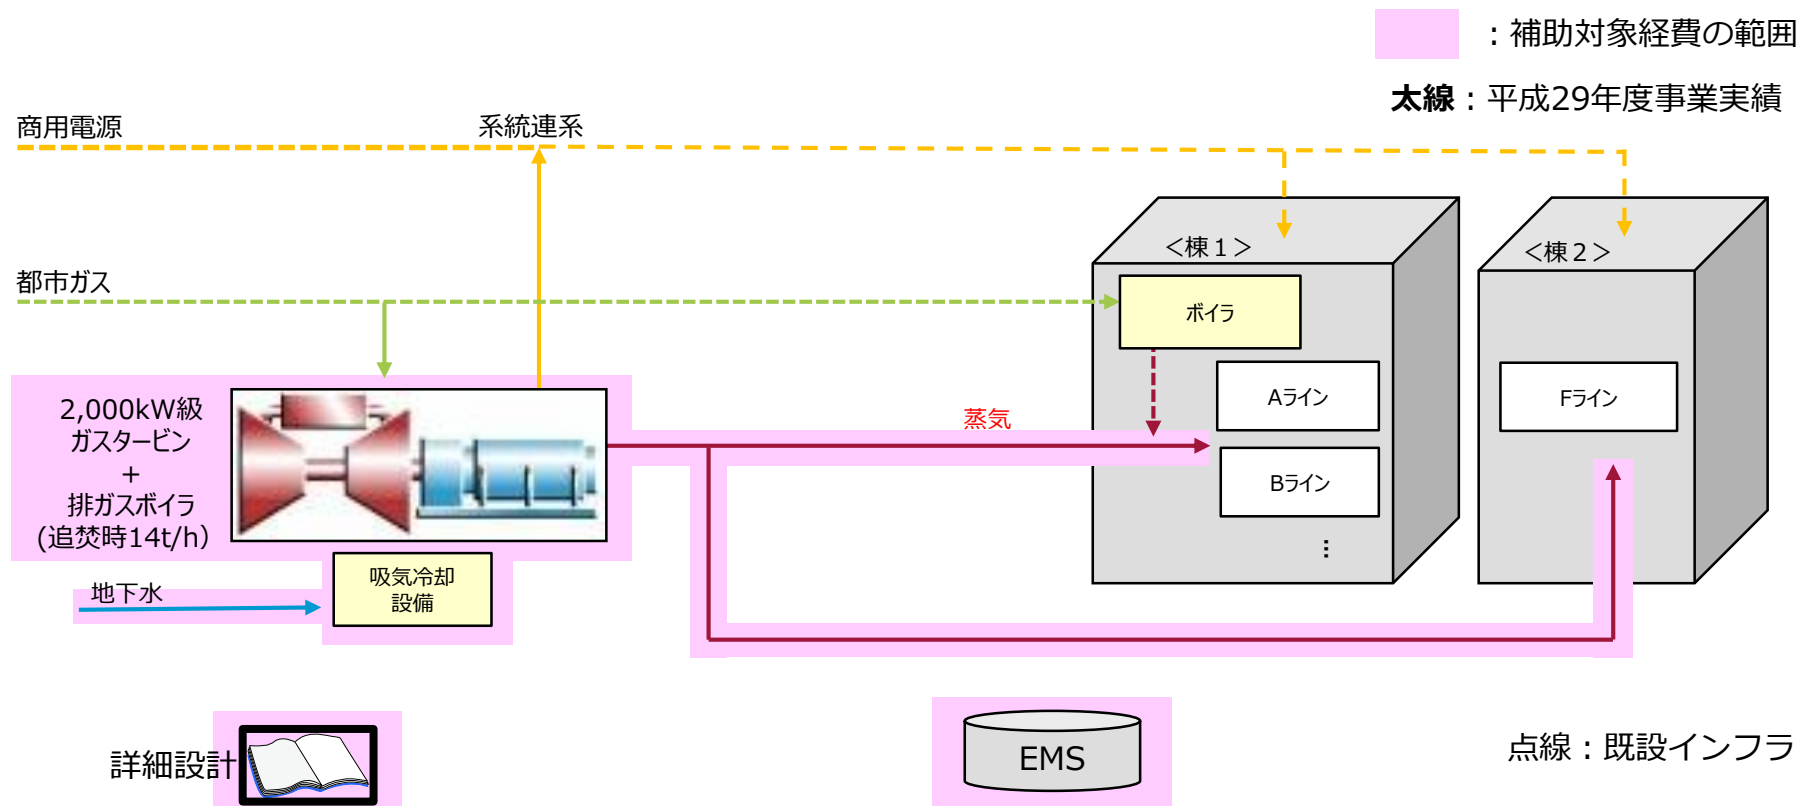 ：補助対象経費の範囲
太線：平成29年度事業実績
商用電源
系統連系
都市ガス
＜棟１＞
＜棟２＞
ボイラ
Aライン
Fライン
Bライン
…
2,000kW級
ガスタービン
+
排ガスボイラ
(追焚時14t/h）
蒸気
吸気冷却
設備
地下水
詳細設計
EMS
点線：既設インフラ